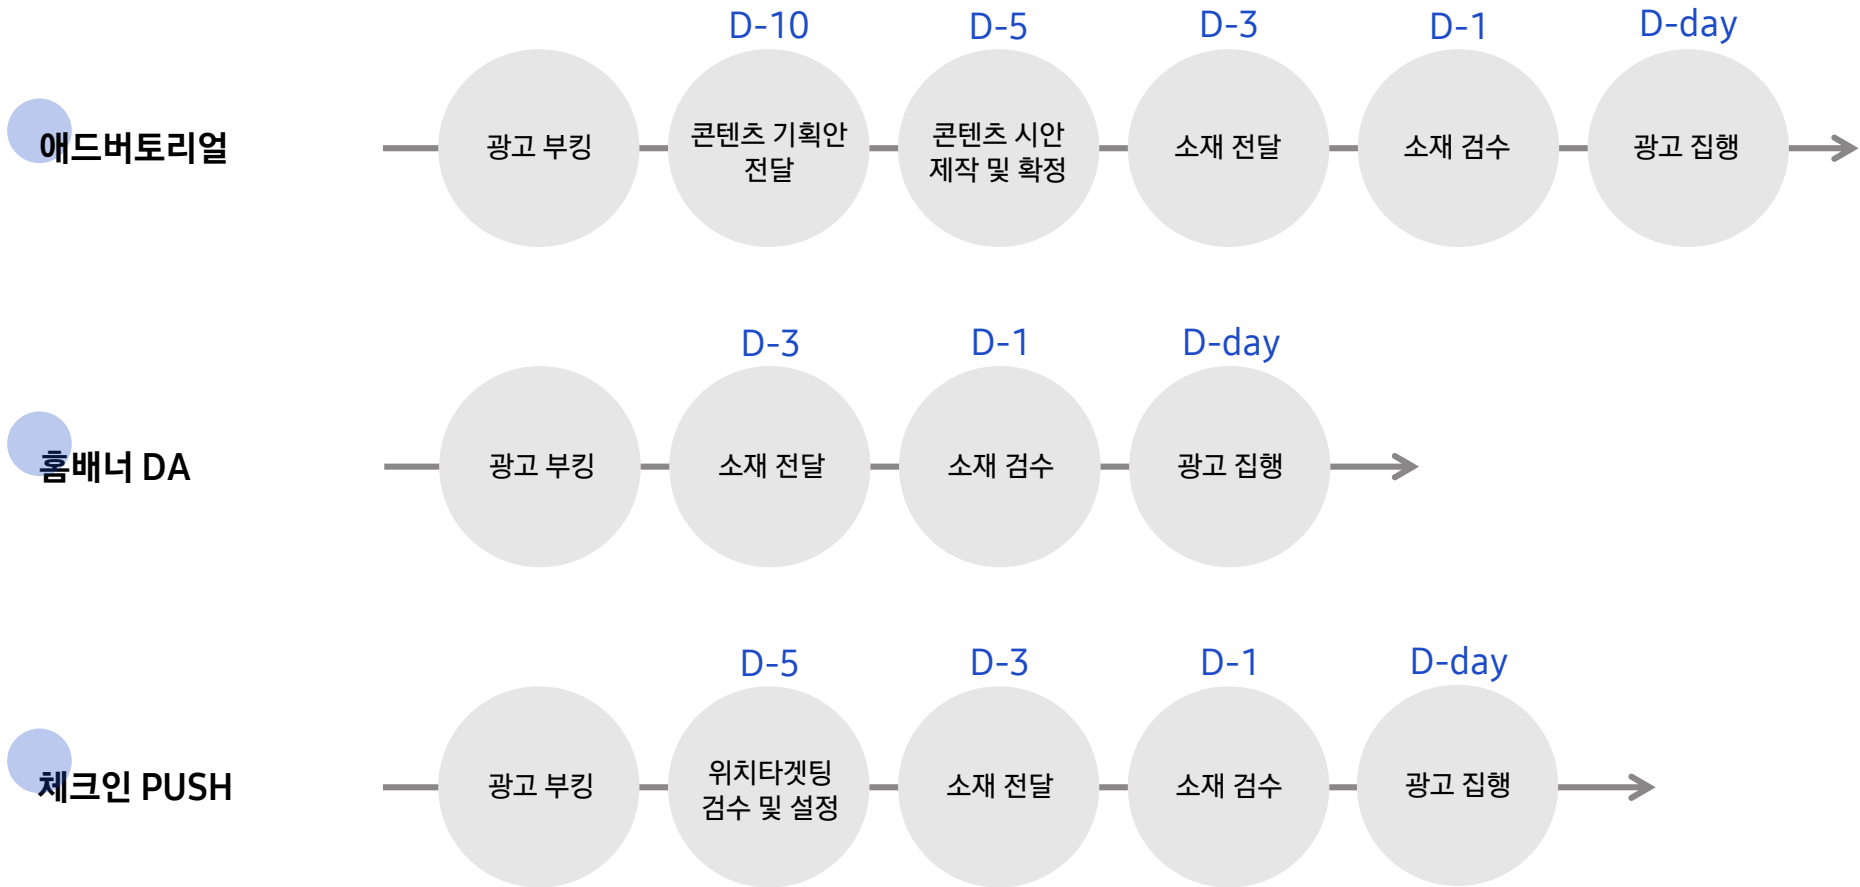 D-10 D-5 D-3 D-1 D-day
애드버토리얼
광고 부킹
콘텐츠 기획안
전달
콘텐츠 시안
제작 및 확정
소재 전달
소재 검수
광고 집행
D-3 D-1 D-day
홈배너 DA
광고 부킹
소재 전달
소재 검수
광고 집행
D-5 D-3 D-1 D-day
체크인 PUSH
광고 부킹
위치타겟팅
검수 및 설정
소재 전달
소재 검수
광고 집행